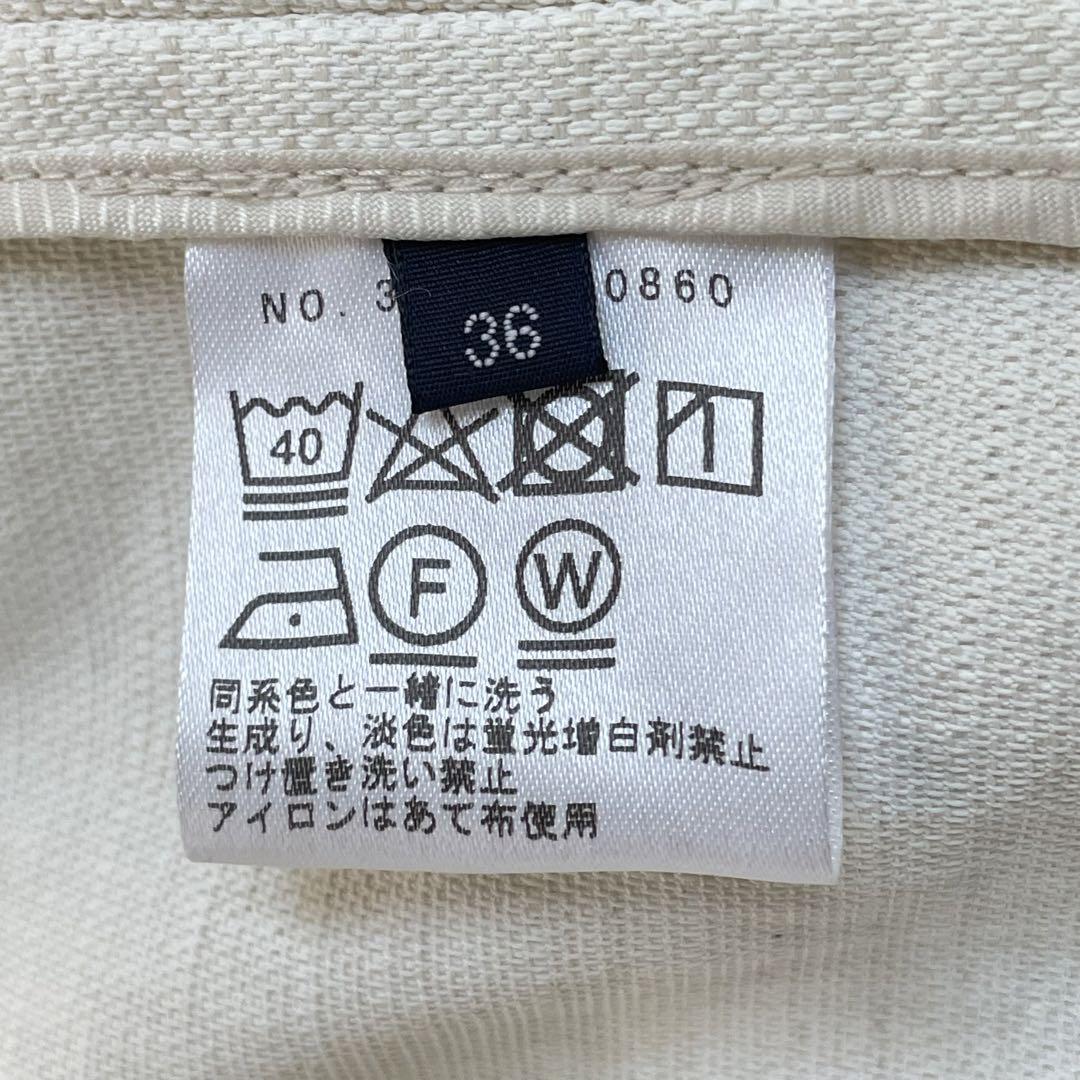 NO. 3 0860
36
40
F W
同系色と一緒に洗う
生成り、淡色は蛍光増白剤禁止
つけ置き洗い禁止
アイロンはあて布使用